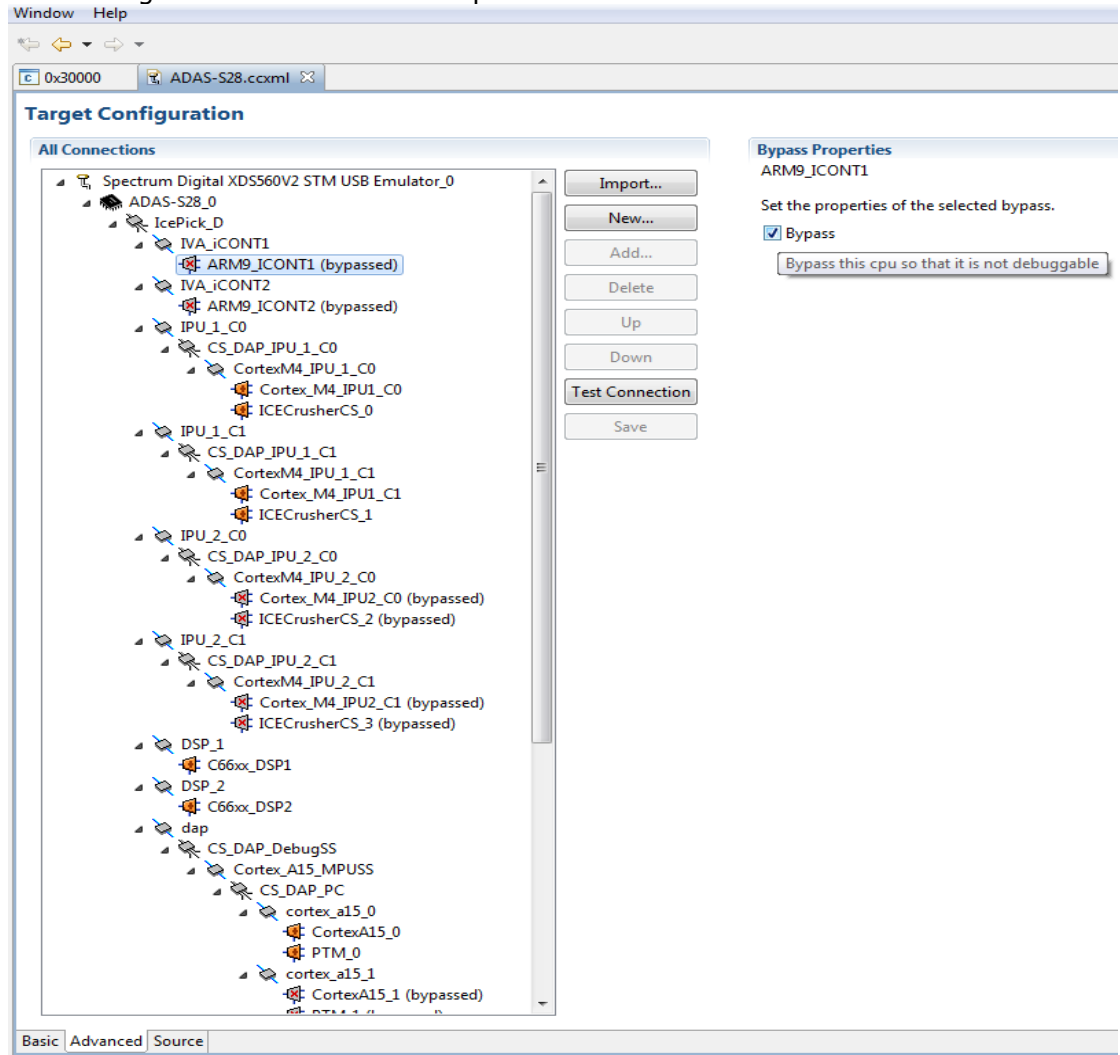 Window Help
0x30000 ADAS-S28.ccxml
Target Configuration
All Connections
Spectrum Digital XDS560V2 STM USB Emulator_0
ADAS-S28_0
IcePick_D
IVA_iCONT1
ARM9_ICONT1 (bypassed)
IVA_iCONT2
ARM9_ICONT2 (bypassed)
IPU_1_C0
CS_DAP_IPU_1_C0
CortexM4_IPU_1_C0
Cortex_M4_IPU1_C0
ICECrusherCS_0
IPU_1_C1
CS_DAP_IPU_1_C1
CortexM4_IPU_1_C1
Cortex_M4_IPU1_C1
ICECrusherCS_1
IPU_2_C0
CS_DAP_IPU_2_C0
CortexM4_IPU_2_C0
Cortex_M4_IPU2_C0 (bypassed)
ICECrusherCS_2 (bypassed)
IPU_2_C1
CS_DAP_IPU_2_C1
CortexM4_IPU_2_C1
Cortex_M4_IPU2_C1 (bypassed)
ICECrusherCS_3 (bypassed)
DSP_1
C66xx_DSP1
DSP_2
C66xx_DSP2
dap
CS_DAP_DebugSS
Cortex_A15_MPUSS
CS_DAP_PC
cortex_a15_0
CortexA15_0
PTM_0
cortex_a15_1
CortexA15_1 (bypassed)
Import...
New...
Add...
Delete
Up
Down
Test Connection
Save
Bypass Properties
ARM9_ICONT1
Set the properties of the selected bypass.
Bypass
Bypass this cpu so that it is not debuggable
Basic Advanced Source